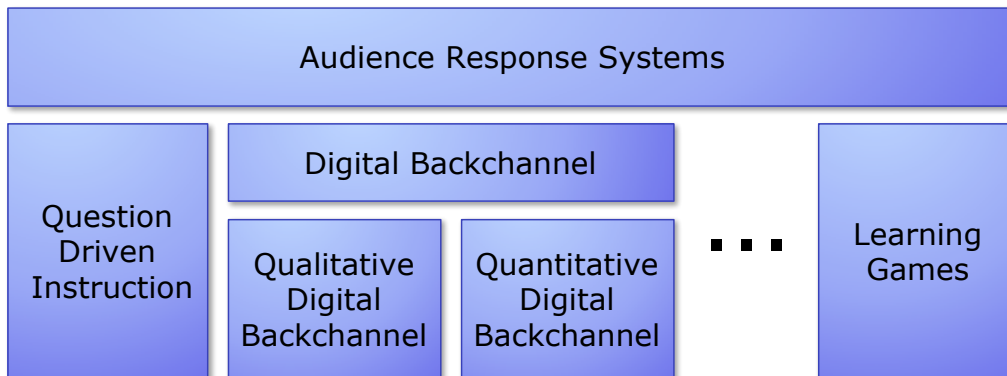 Audience Response Systems
Question
Driven
Instruction
Digital Backchannel
Qualitative
Digital
Backchannel
Quantitative
Digital
Backchannel
...
Learning
Games